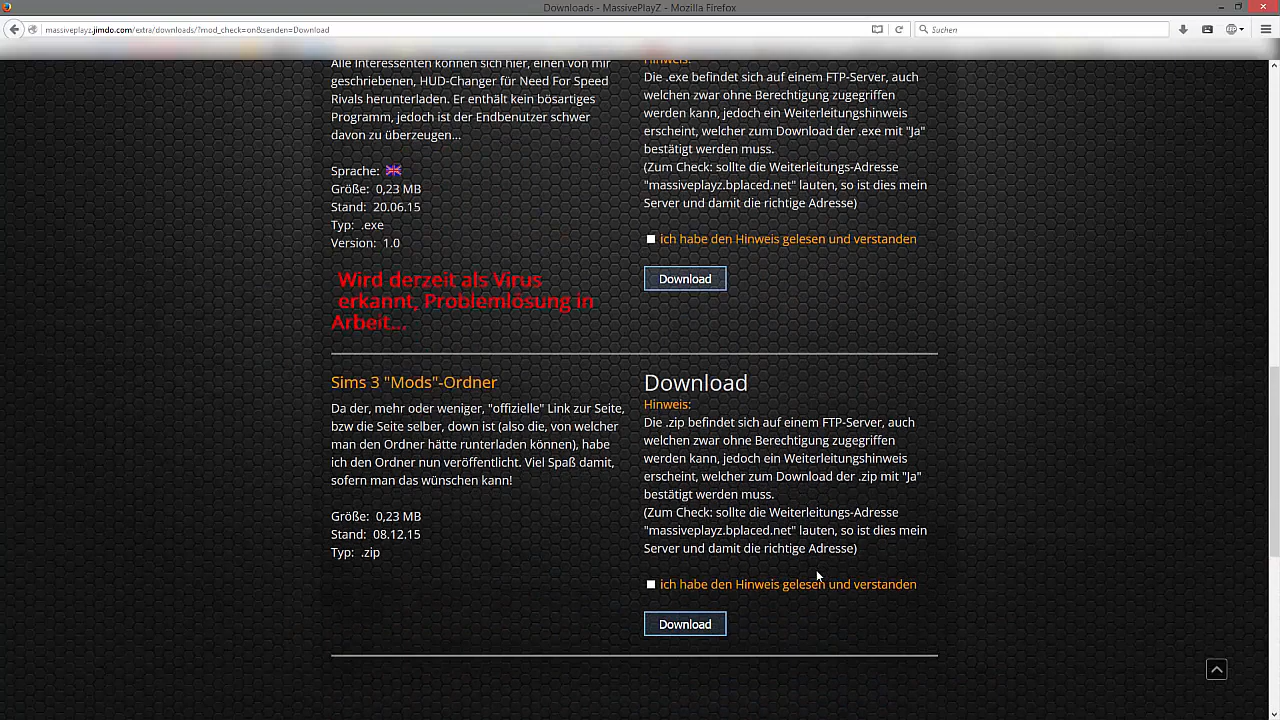 Downloads - MassivePlayZ - Mozilla Firefox
massiveplayz.jimdo.com/extra/downloads/?mod_check=on&senden=Download
Suchen
Alle Interessenten können sich hier, einen von mir
geschriebenen, HUD-Changer für Need For Speed
Rivals herunterladen. Er enthält kein bösartiges
Programm, jedoch ist der Endbenutzer schwer
davon zu überzeugen...
Sprache:
Größe: 0,23 MB
Stand: 20.06.15
Typ: .exe
Version: 1.0
Wird derzeit als Virus
erkannt, Problemlösung in
Arbeit...
Hinweis:
Die .exe befindet sich auf einem FTP-Server, auch
welchen zwar ohne Berechtigung zugegriffen
werden kann, jedoch ein Weiterleitungshinweis
erscheint, welcher zum Download der .exe mit "Ja"
bestätigt werden muss.
(Zum Check: sollte die Weiterleitungs-Adresse
"massiveplayz.bplaced.net" lauten, so ist dies mein
Server und damit die richtige Adresse)
ich habe den Hinweis gelesen und verstanden
Download
Sims 3 "Mods"-Ordner
Da der, mehr oder weniger, "offizielle" Link zur Seite,
bzw die Seite selber, down ist (also die, von welcher
man den Ordner hätte runterladen können), habe
ich den Ordner nun veröffentlicht. Viel Spaß damit,
sofern man das wünschen kann!
Größe: 0,23 MB
Stand: 08.12.15
Typ: .zip
Download
Hinweis:
Die .zip befindet sich auf einem FTP-Server, auch
welchen zwar ohne Berechtigung zugegriffen
werden kann, jedoch ein Weiterleitungshinweis
erscheint, welcher zum Download der .zip mit "Ja"
bestätigt werden muss.
(Zum Check: sollte die Weiterleitungs-Adresse
"massiveplayz.bplaced.net" lauten, so ist dies mein
Server und damit die richtige Adresse)
ich habe den Hinweis gelesen und verstanden
Download